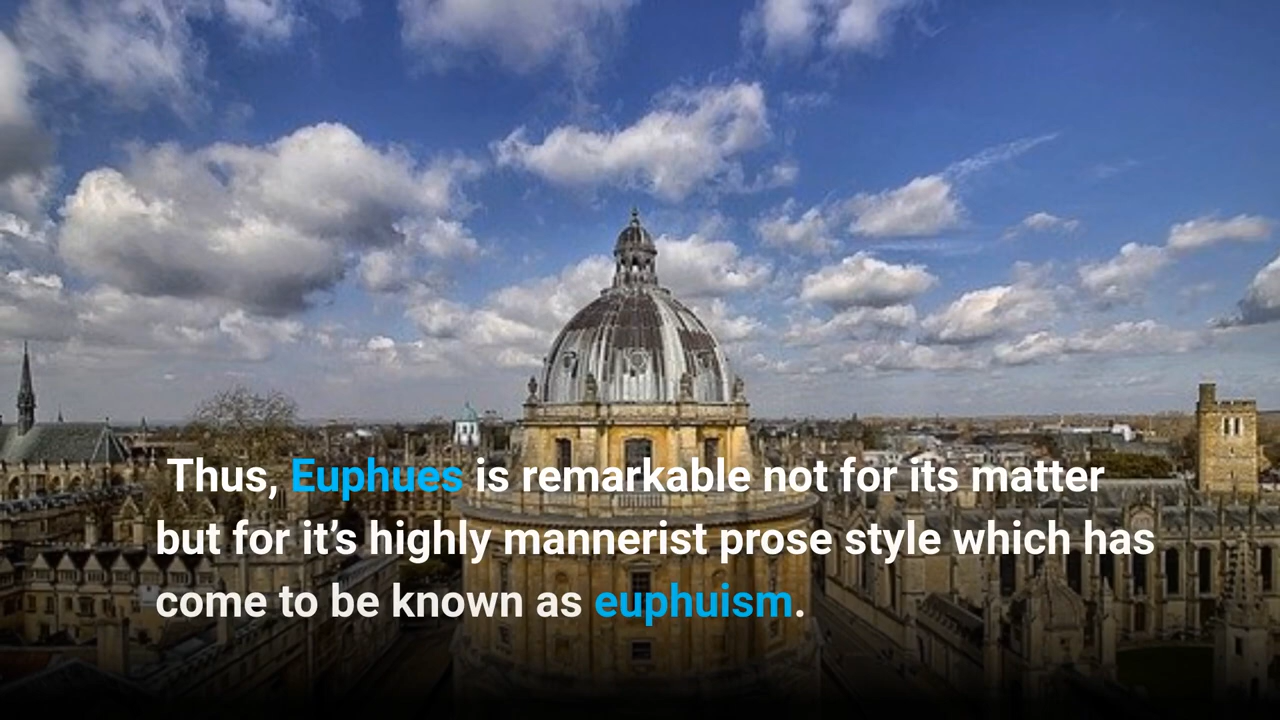 Thus, Euphues is remarkable not for its matter
but for it’s highly mannerist prose style which has
come to be known as euphuism.